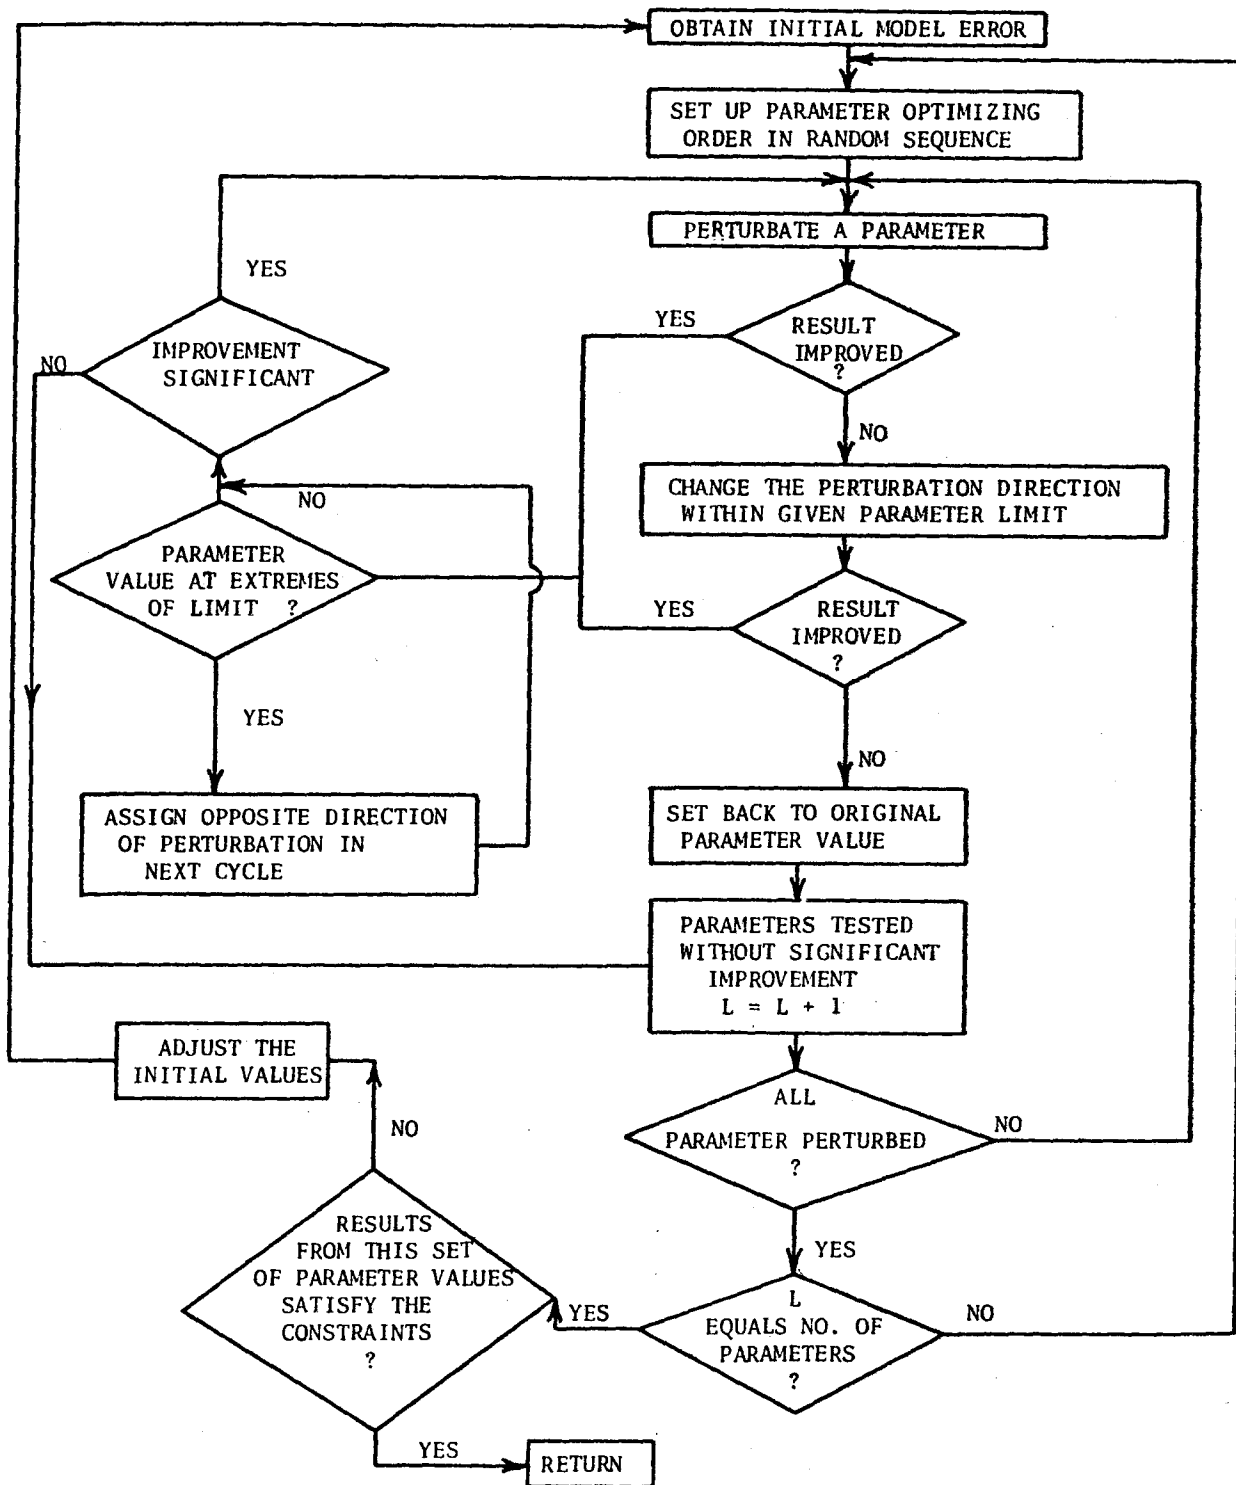 OBTAIN INITIAL MODEL ERROR
SET UP PARAMETER OPTIMIZING
ORDER IN RANDOM SEQUENCE
PERTURBATE A PARAMETER
YES
RESULT
IMPROVED
?
YES
IMPROVEMENT
SIGNIFICANT
NO
NO
CHANGE THE PERTURBATION DIRECTION
WITHIN GIVEN PARAMETER LIMIT
NO
PARAMETER
VALUE AT EXTREMES
OF LIMIT ?
YES
RESULT
IMPROVED
?
YES
NO
ASSIGN OPPOSITE DIRECTION
OF PERTURBATION IN
NEXT CYCLE
SET BACK TO ORIGINAL
PARAMETER VALUE
PARAMETERS TESTED
WITHOUT SIGNIFICANT
IMPROVEMENT
L = L + 1
ADJUST THE
INITIAL VALUES
NO
ALL
PARAMETER PERTURBED
?
NO
YES
RESULTS
FROM THIS SET
OF PARAMETER VALUES
SATISFY THE
CONSTRAINTS
?
YES
L
EQUALS NO. OF
PARAMETERS
?
NO
YES
RETURN